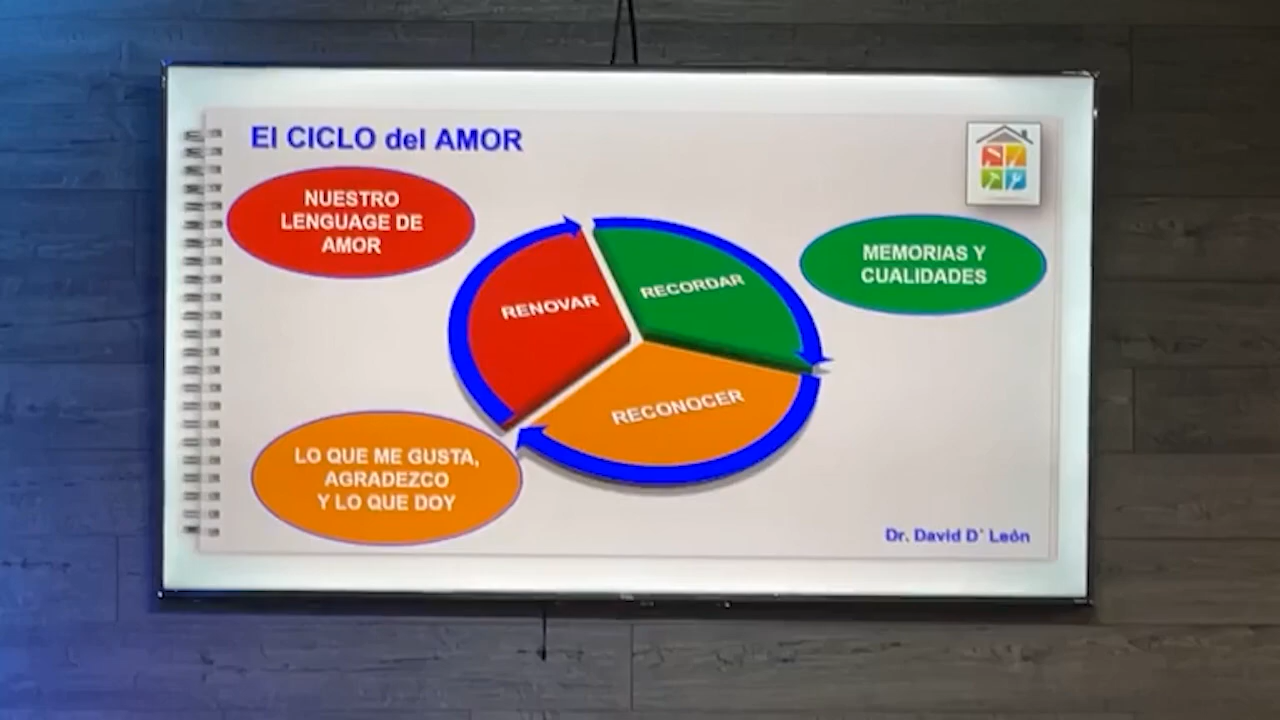 El CICLO del AMOR
NUESTRO
LENGUAGE DE
AMOR
MEMORIAS Y
CUALIDADES
RENOVAR
RECORDAR
RECONOCER
LO QUE ME GUSTA,
AGRADEZCO
Y LO QUE DOY
Dr. David D` León